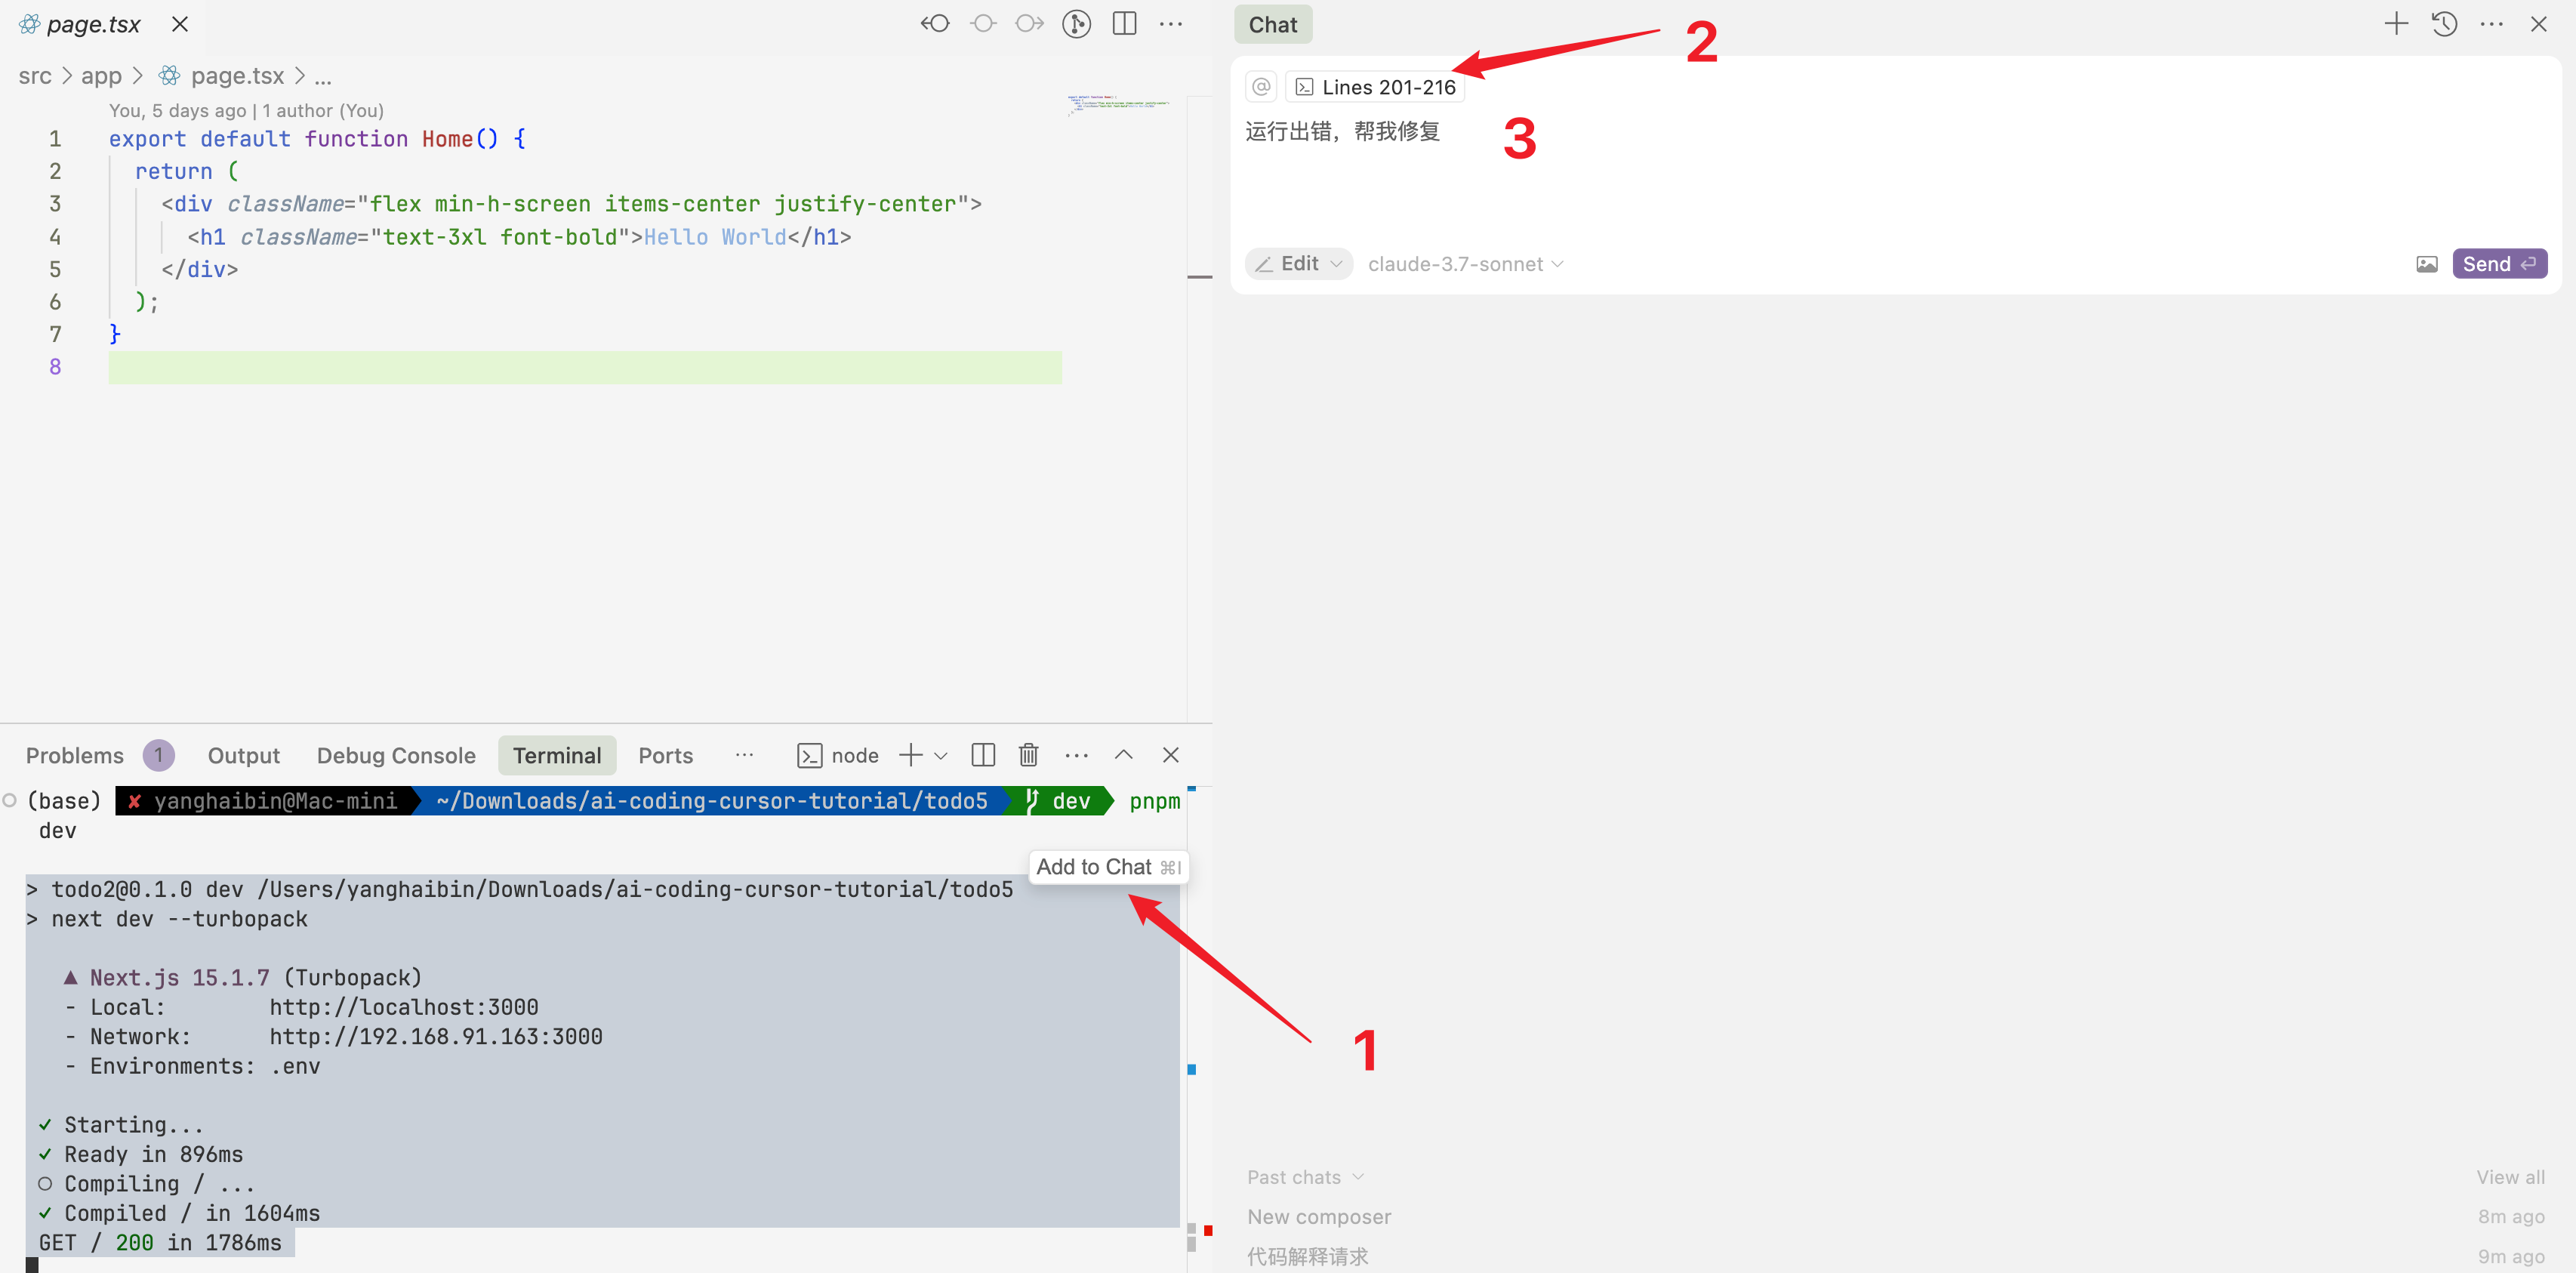 page.tsx
src > app > page.tsx > ...
You, 5 days ago | 1 author (You)
1 export default function Home() {
2 return (
3 <div className="flex min-h-screen items-center justify-center">
4 <h1 className="text-3xl font-bold">Hello World</h1>
5 </div>
6 );
7 }
8
Problems 1 Output Debug Console Terminal Ports ... node
(base) ✘ yanghaibin@Mac-mini ~/Downloads/ai-coding-cursor-tutorial/todo5 dev pnpm
dev
Add to Chat ⌘I
> todo2@0.1.0 dev /Users/yanghaibin/Downloads/ai-coding-cursor-tutorial/todo5
> next dev --turbopack
▲ Next.js 15.1.7 (Turbopack)
- Local: http://localhost:3000
- Network: http://192.168.91.163:3000
- Environments: .env
✓ Starting...
✓ Ready in 896ms
○ Compiling / ...
✓ Compiled / in 1604ms
GET / 200 in 1786ms
1
Chat
2
@ Lines 201-216
运行出错，帮我修复
3
Edit claude-3.7-sonnet Send
Past chats View all
New composer 8m ago
代码解释请求 9m ago